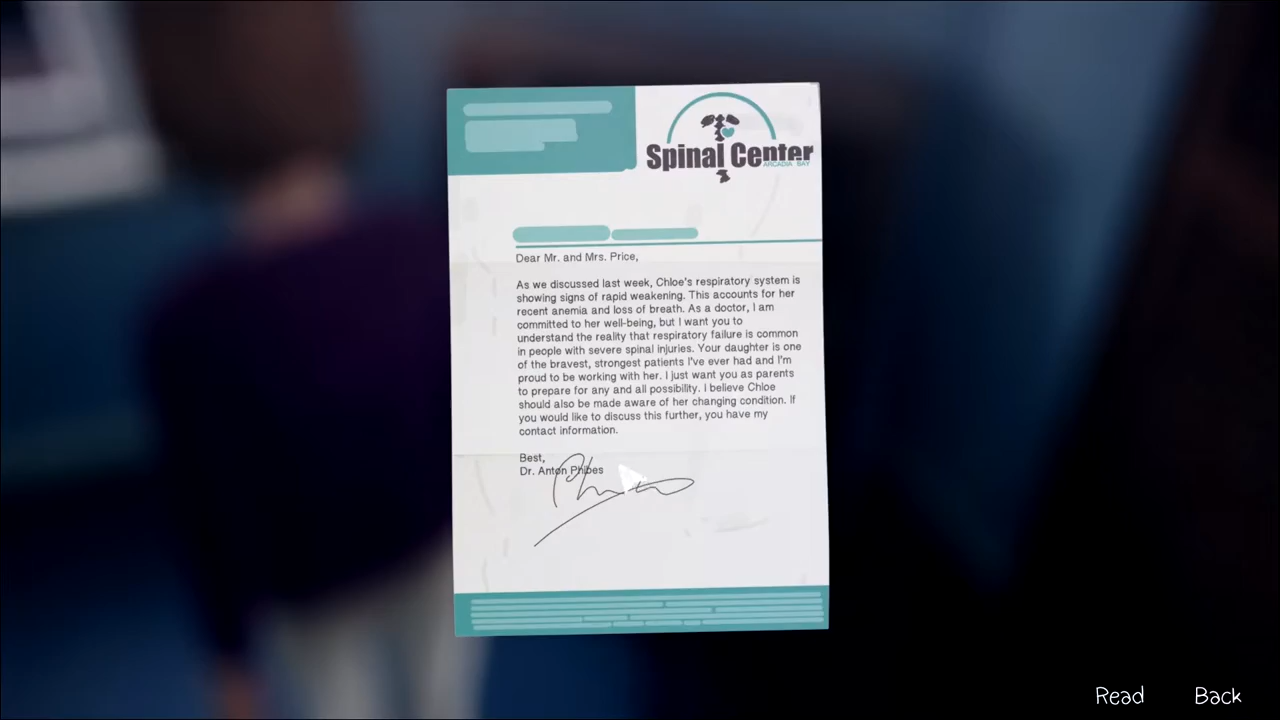 Spinal Center
ARCADIA BAY
Dear Mr. and Mrs. Price,
As we discussed last week, Chloe's respiratory system is
showing signs of rapid weakening. This accounts for her
recent anemia and loss of breath. As a doctor, I am
committed to her well-being, but I want you to
understand the reality that respiratory failure is common
in people with severe spinal injuries. Your daughter is one
of the bravest, strongest patients I've ever had and I'm
proud to be working with her. I just want you as parents
to prepare for any and all possibility. I believe Chloe
should also be made aware of her changing condition. If
you would like to discuss this further, you have my
contact information.
Best,
Dr. Anton Phibes
Read
Back